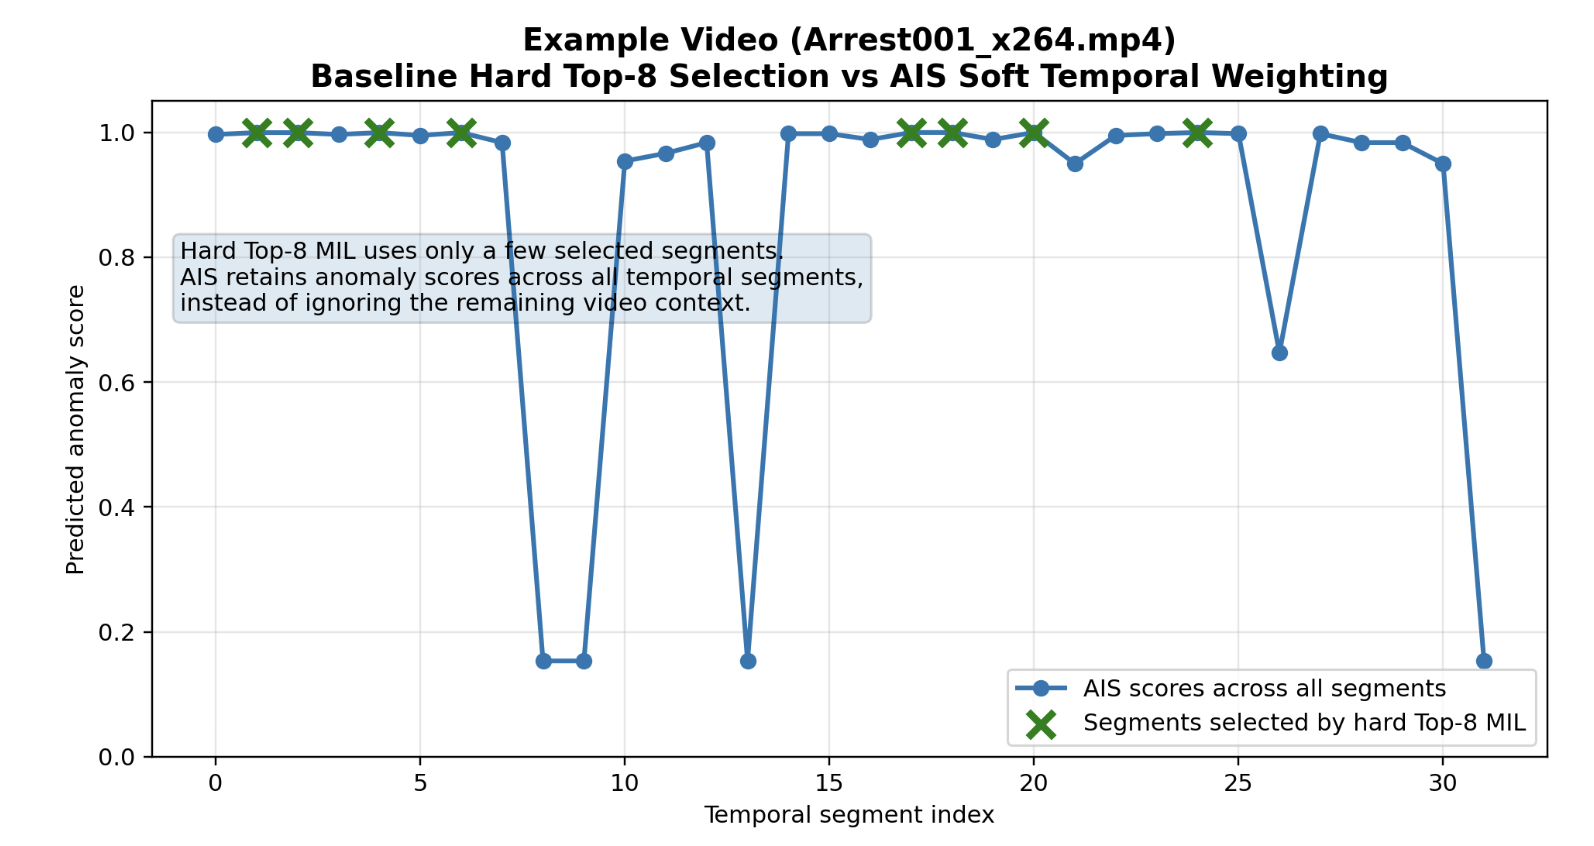 Example Video (Arrest001_x264.mp4)
Baseline Hard Top-8 Selection vs AIS Soft Temporal Weighting
Predicted anomaly score
1.0
0.8
0.6
0.4
0.2
0.0
Hard Top-8 MIL uses only a few selected segments.
AIS retains anomaly scores across all temporal segments,
instead of ignoring the remaining video context.
AIS scores across all segments
Segments selected by hard Top-8 MIL
0 5 10 15 20 25 30
Temporal segment index